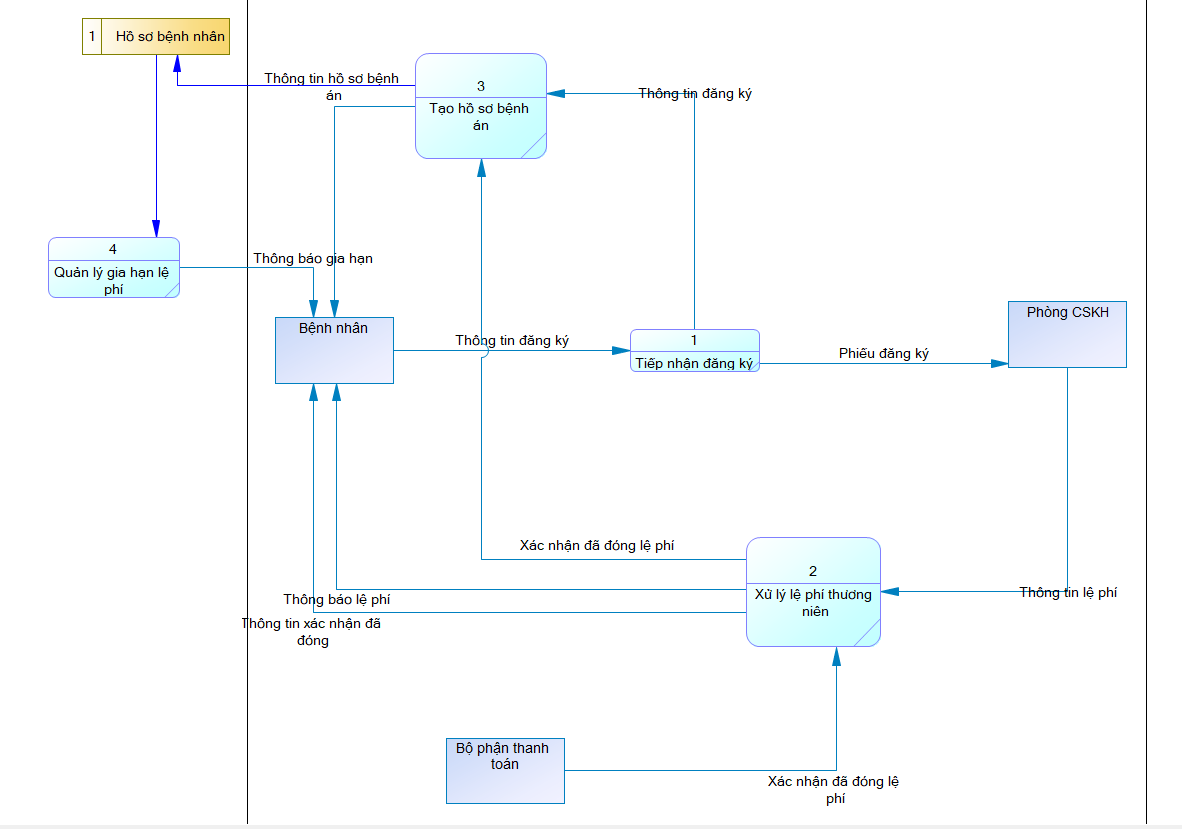 1 Hồ sơ bệnh nhân
Thông tin hồ sơ bệnh
án
3
Tạo hồ sơ bệnh
án
Thông tin đăng ký
4
Quản lý gia hạn lệ
phí
Thông báo gia hạn
Bệnh nhân
Thông tin đăng ký
1
Tiếp nhận đăng ký
Phiếu đăng ký
Phòng CSKH
Xác nhận đã đóng lệ phí
2
Xử lý lệ phí thương
niên
Thông tin lệ phí
Thông báo lệ phí
Thông tin xác nhận đã
đóng
Bộ phận thanh
toán
Xác nhận đã đóng lệ
phí